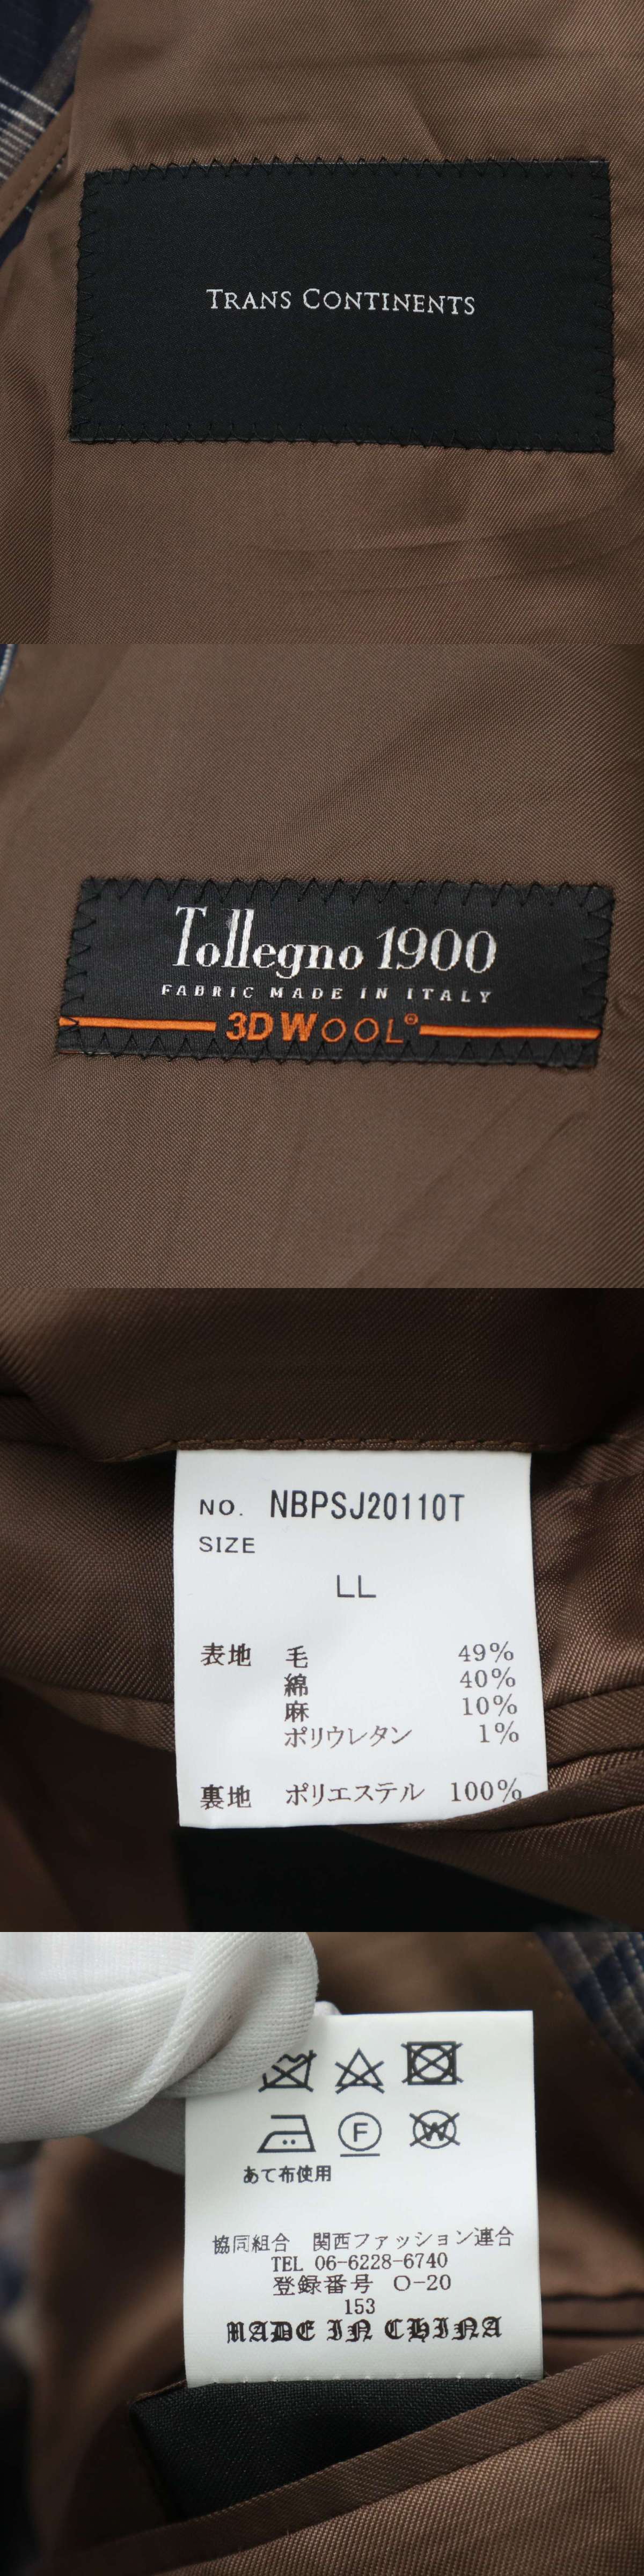 TRANS CONTINENTS
Tollegno 1900
FABRIC MADE IN ITALY
3DWOOL®
NO. NBPSJ20110T
SIZE
LL
表地 毛 49%
綿 40%
麻 10%
ポリウレタン 1%
裏地 ポリエステル 100%
F W
あて布使用
協同組合 関西ファッション連合
TEL 06-6228-6740
登録番号 O-20
153
MADE IN CHINA